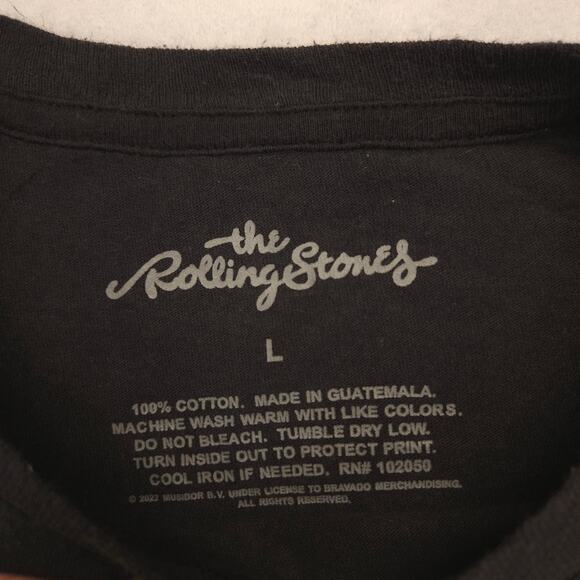 the
Rolling Stones
L
100% COTTON. MADE IN GUATEMALA.
MACHINE WASH WARM WITH LIKE COLORS.
DO NOT BLEACH. TUMBLE DRY LOW.
TURN INSIDE OUT TO PROTECT PRINT.
COOL IRON IF NEEDED. RN# 102050
© 2022 MUSIDOR B.V. UNDER LICENSE TO BRAVADO MERCHANDISING.
ALL RIGHTS RESERVED.